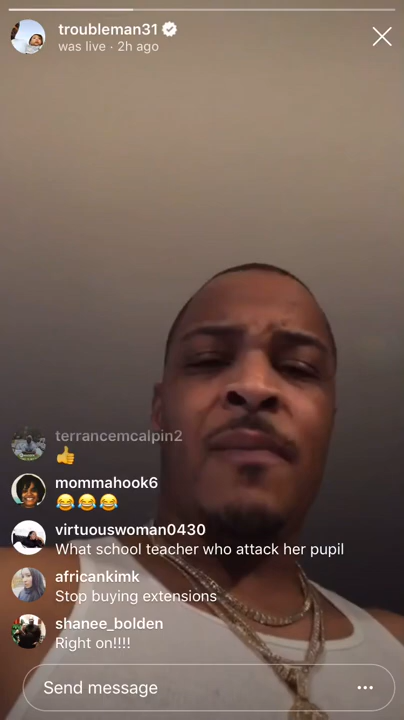 troubleman31
was live · 2h ago
terrancemcalpin2
👍
mommahook6
😂😂😂
virtuouswoman0430
What school teacher who attack her pupil
africankimk
Stop buying extensions
shanee_bolden
Right on!!!!
Send message